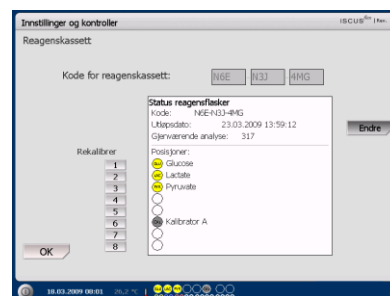 Innstillinger og kontroller
ISCUS
Reagenskassett
Kode for reagenskassett: N6E N3J 4MG
Status reagensflasker
Kode: N6E-N3J-4MG
Utløpsdato: 23.03.2009 13:59:12
Gjenværende analyse: 317
Endre
Rekalibrer
Posisjoner:
1 Glucose
2 Lactate
3 Pyruvate
4
5
6 Kalibrator A
7
8
OK
18.03.2009 08:01 26,2 °C